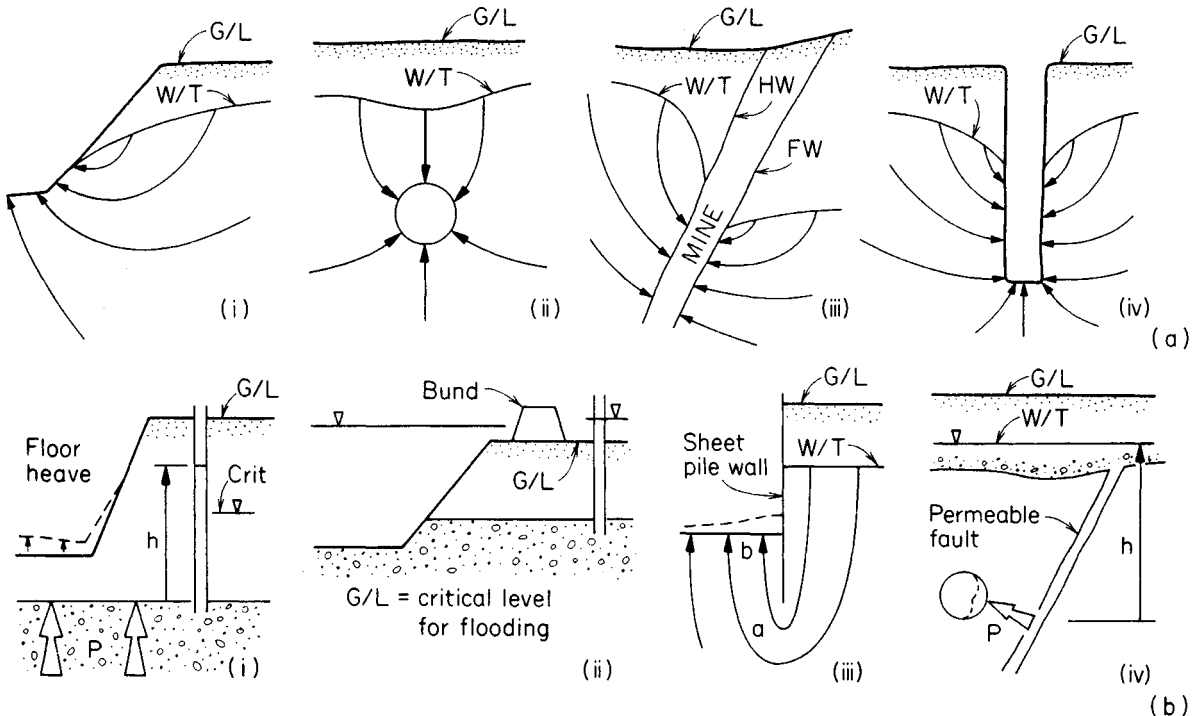 G/L
W/T
(i)
G/L
W/T
(ii)
G/L
W/T
HW
FW
MINE
(iii)
G/L
W/T
(iv)
(a)
G/L
Floor
heave
Crit
h
P
(i)
Bund
G/L
G/L = critical level
for flooding
(ii)
G/L
Sheet
pile wall
W/T
b
a
(iii)
G/L
W/T
Permeable
fault
h
P
(iv)
(b)